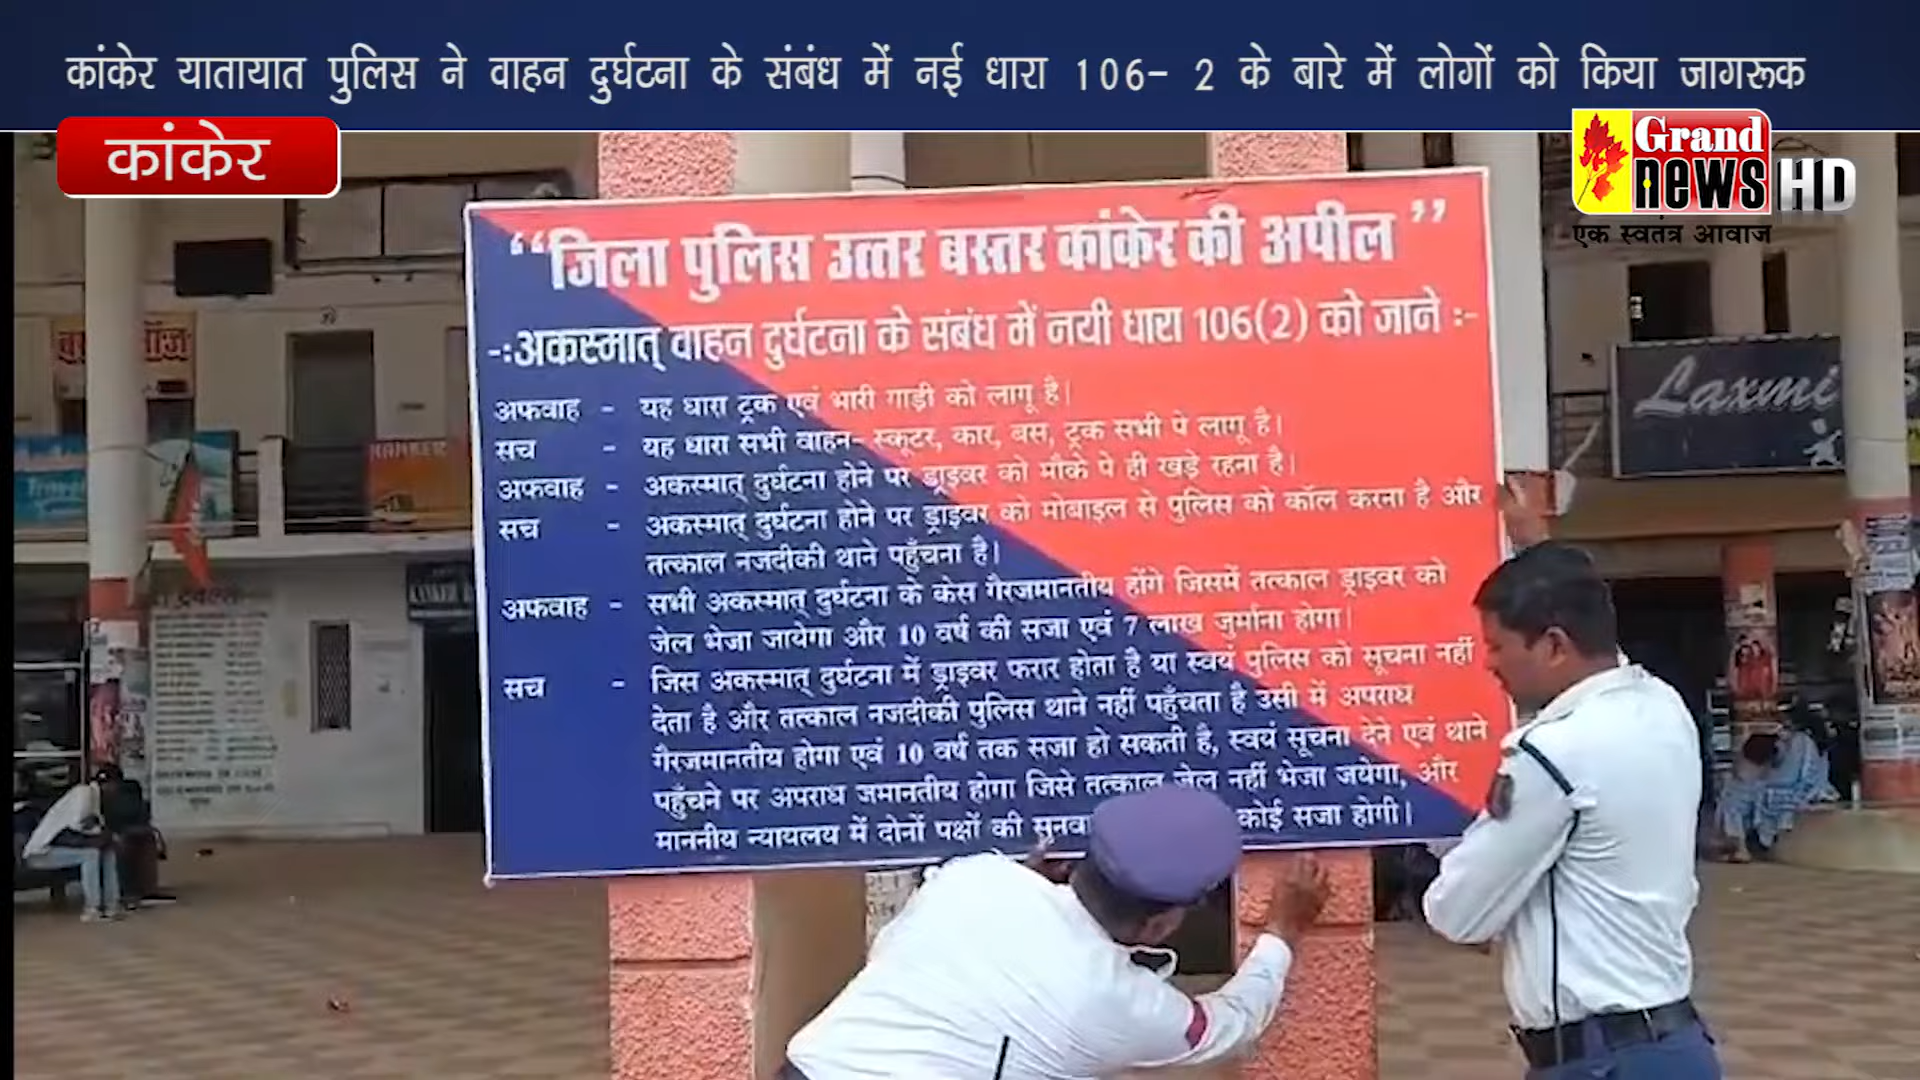 कांकेर यातायात पुलिस ने वाहन दुर्घटना के संबंध में नई धारा 106- 2 के बारे में लोगों को किया जागरूक
कांकेर
Grand
news HD
एक स्वतंत्र आवाज
“जिला पुलिस उत्तर बस्तर कांकेर की अपील ”
-:अकस्मात् वाहन दुर्घटना के संबंध में नयी धारा 106(2) को जाने :-
अफवाह - यह धारा ट्रक एवं भारी गाड़ी को लागू है।
सच - यह धारा सभी वाहन- स्कूटर, कार, बस, ट्रक सभी पे लागू है।
अफवाह - अकस्मात् दुर्घटना होने पर ड्राइवर को मौके पे ही खड़े रहना है।
सच - अकस्मात् दुर्घटना होने पर ड्राइवर को मोबाइल से पुलिस को कॉल करना है और
तत्काल नजदीकी थाने पहुँचना है।
अफवाह - सभी अकस्मात् दुर्घटना के केस गैरजमानतीय होंगे जिसमें तत्काल ड्राइवर को
जेल भेजा जायेगा और 10 वर्ष की सजा एवं 7 लाख जुर्माना होगा।
सच - जिस अकस्मात् दुर्घटना में ड्राइवर फरार होता है या स्वयं पुलिस को सूचना नहीं
देता है और तत्काल नजदीकी पुलिस थाने नहीं पहुँचता है उसी में अपराध
गैरजमानतीय होगा एवं 10 वर्ष तक सजा हो सकती है, स्वयं सूचना देने एवं थाने
पहुँचने पर अपराध जमानतीय होगा जिसे तत्काल जेल नहीं भेजा जयेगा, और
माननीय न्यायलय में दोनों पक्षों की कोई सजा होगी।
Laxmi
KANKER